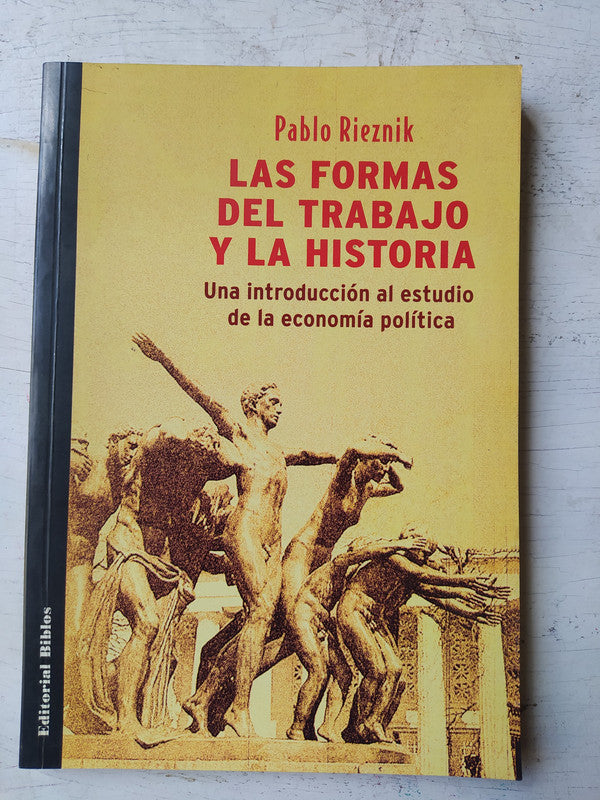 Pablo Rieznik
LAS FORMAS
DEL TRABAJO
Y LA HISTORIA
Una introducción al estudio
de la economía política
Editorial Biblos